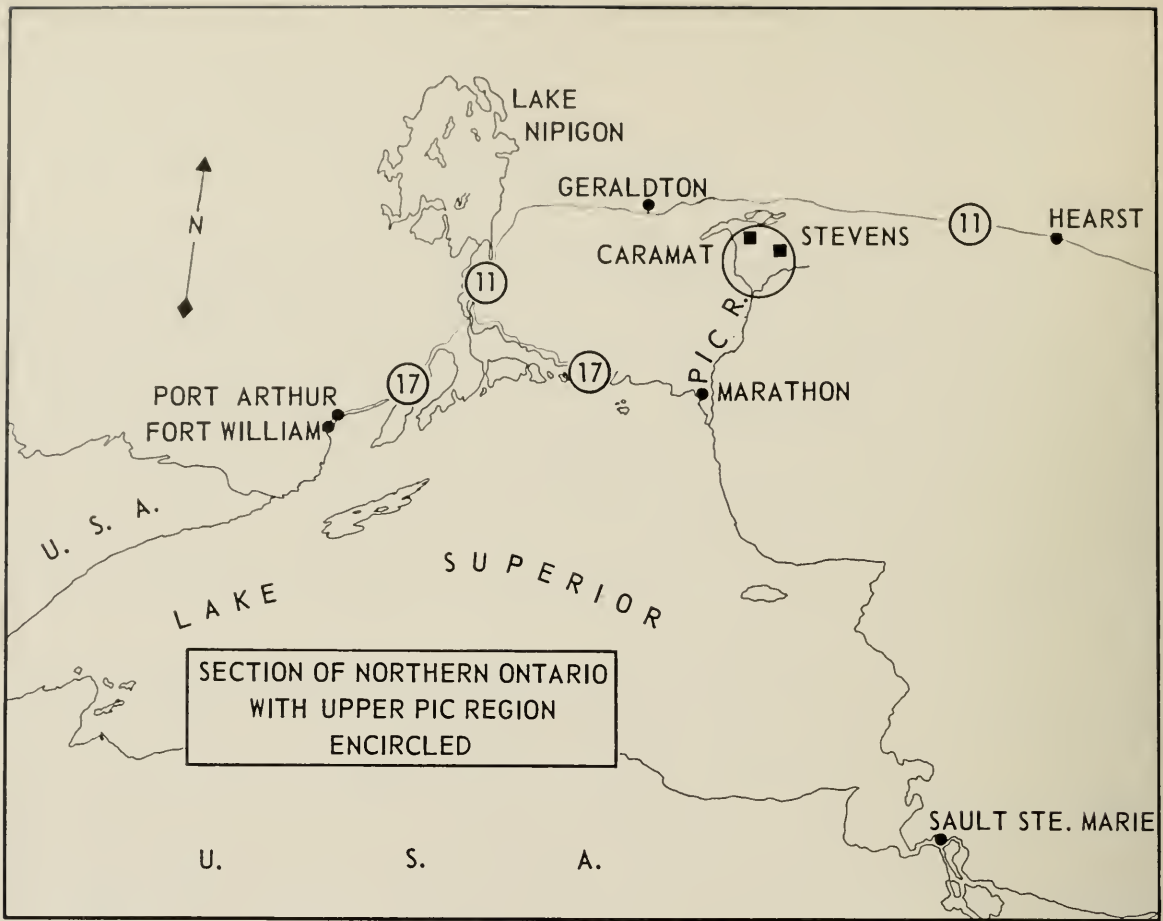 LAKE
NIPIGON
N
GERALDTON
11
HEARST
CARAMAT
STEVENS
11
PIC R.
17
17
MARATHON
PORT ARTHUR
FORT WILLIAM
U. S. A.
LAKE SUPERIOR
SECTION OF NORTHERN ONTARIO
WITH UPPER PIC REGION
ENCIRCLED
SAULT STE. MARIE
U. S. A.